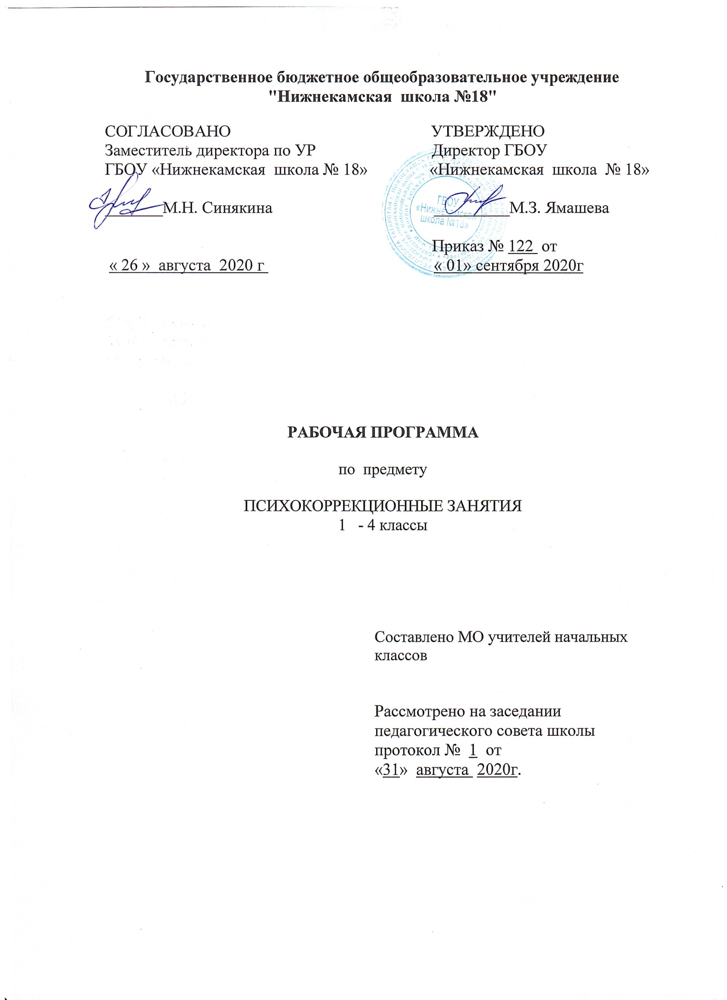 Государственное бюджетное общеобразовательное учреждение
"Нижнекамская школа №18"
СОГЛАСОВАНО
Заместитель директора по УР
ГБОУ «Нижнекамская школа № 18»
М.Н. Синякина
« 26 » августа 2020 г
УТВЕРЖДЕНО
Директор ГБОУ
«Нижнекамская школа № 18»
М.З. Ямашева
Приказ № 122 от
« 01» сентября 2020г
ГБОУ
«Нижнекамская
школа №18»
РАБОЧАЯ ПРОГРАММА
по предмету
ПСИХОКОРРЕКЦИОННЫЕ ЗАНЯТИЯ
1 - 4 классы
Составлено МО учителей начальных
классов
Рассмотрено на заседании
педагогического совета школы
протокол № 1 от
«31» августа 2020г.